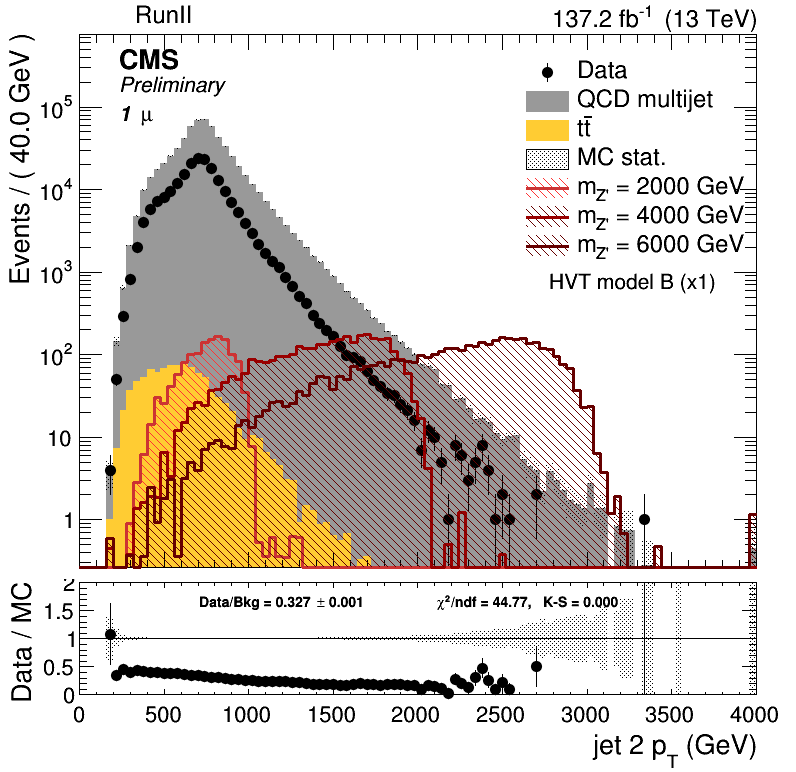 RunII 137.2 fb⁻¹ (13 TeV)
CMS
Preliminary
1 μ
Data
QCD multijet
tt̄
MC stat.
m_Z' = 2000 GeV
m_Z' = 4000 GeV
m_Z' = 6000 GeV
HVT model B (x1)
Events / ( 40.0 GeV )
10⁵
10⁴
10³
10²
10
1
Data/Bkg = 0.327 ± 0.001 χ²/ndf = 44.77, K-S = 0.000
Data / MC
2
1.5
1
0.5
0
0 500 1000 1500 2000 2500 3000 3500 4000
jet 2 p_T (GeV)